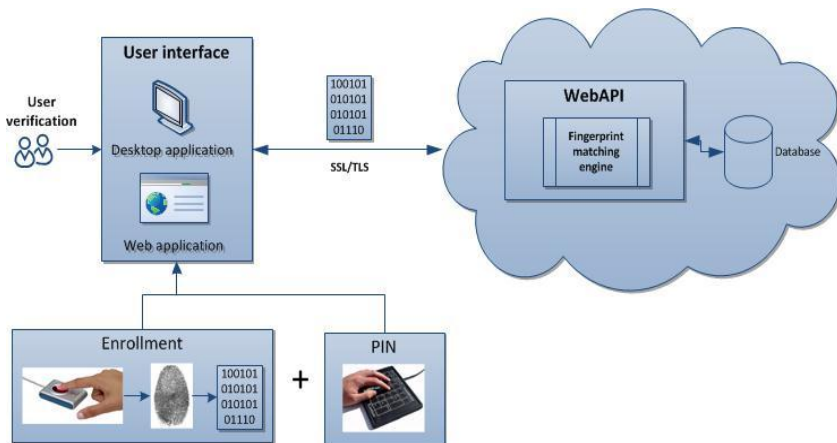 User interface
User
verification
Desktop application
Web application
100101
010101
010101
01110
SSL/TLS
WebAPI
Fingerprint
matching
engine
Database
Enrollment
100101
010101
010101
01110
+
PIN